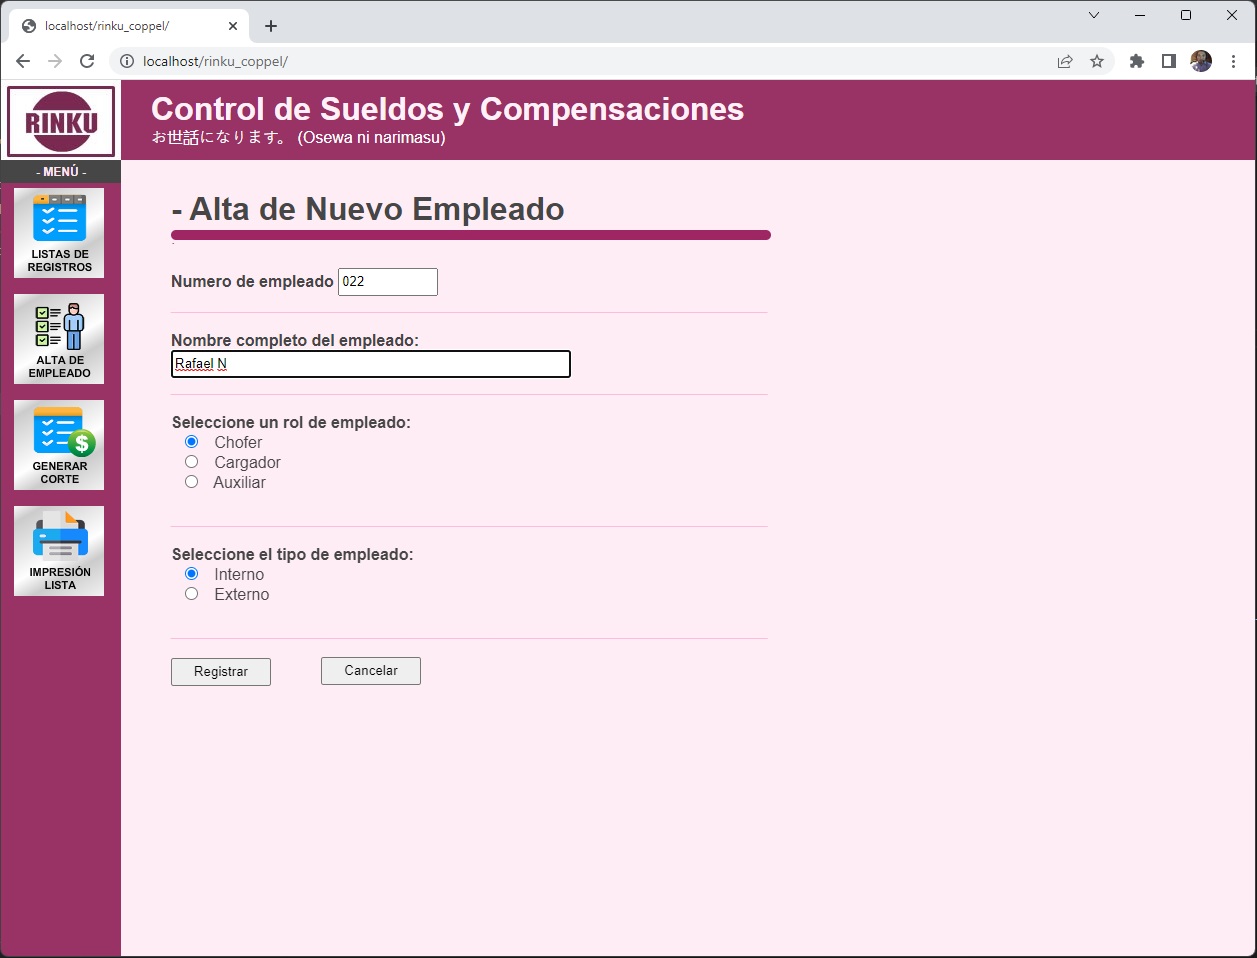 localhost/rinku_coppel/
localhost/rinku_coppel/
RINKU
Control de Sueldos y Compensaciones
お世話になります。 (Osewa ni narimasu)
- MENÚ -
LISTAS DE
REGISTROS
ALTA DE
EMPLEADO
$
GENERAR
CORTE
IMPRESIÓN
LISTA
- Alta de Nuevo Empleado
Numero de empleado 022
Nombre completo del empleado:
Rafael N
Seleccione un rol de empleado:
Chofer
Cargador
Auxiliar
Seleccione el tipo de empleado:
Interno
Externo
Registrar Cancelar